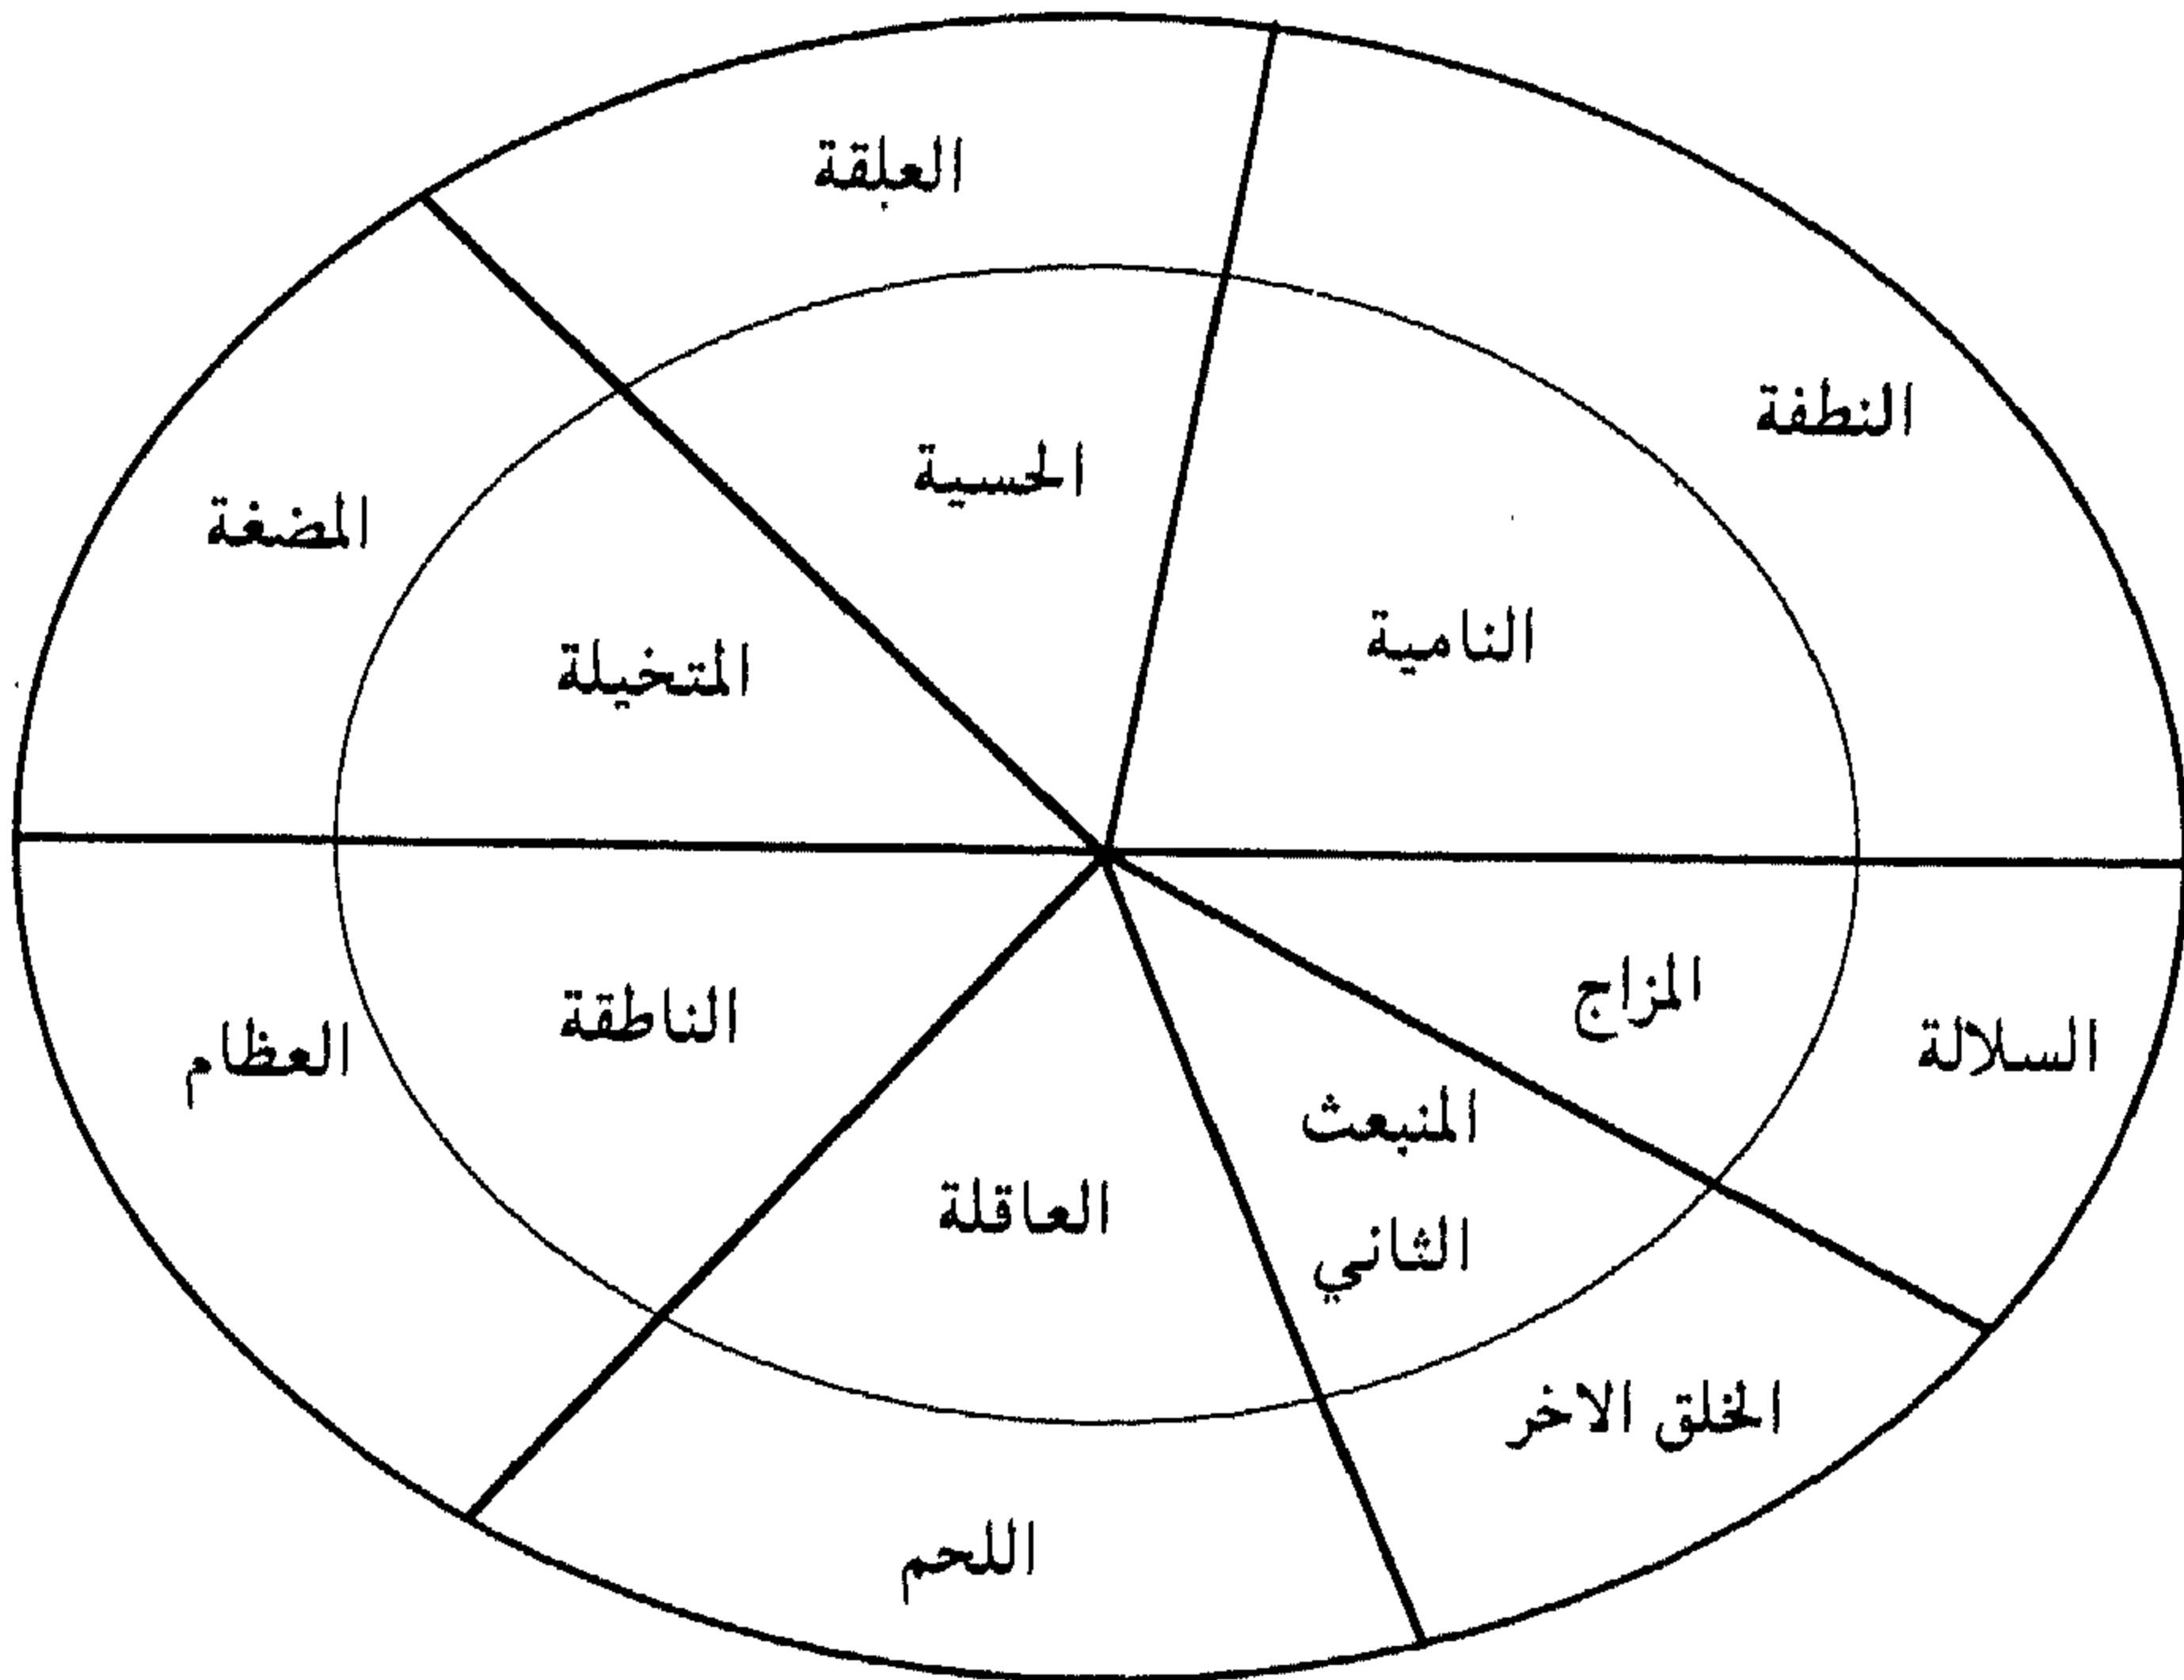 العلقة
النطفة
الحسية
المضغة
النامية
المتخيلة
المزاج
الناطقة
السلالة
العظام
المنبعث
العاقلة
الثاني
الخلق الاخر
اللحم